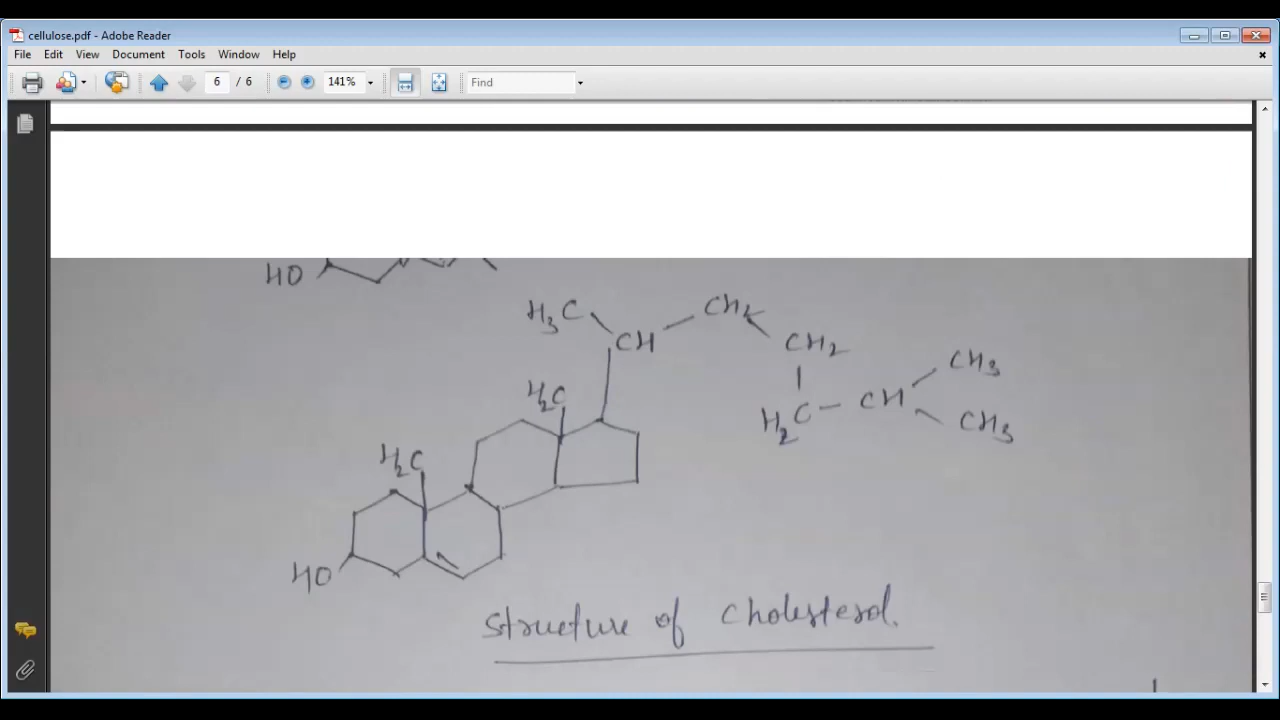 cellulose.pdf - Adobe Reader
File Edit View Document Tools Window Help
6 / 6 141% Find
HO
H3C CH2
CH CH2
CH3
H2C
H2C - CH
CH3
H2C
HO
Structure of Cholesterol.